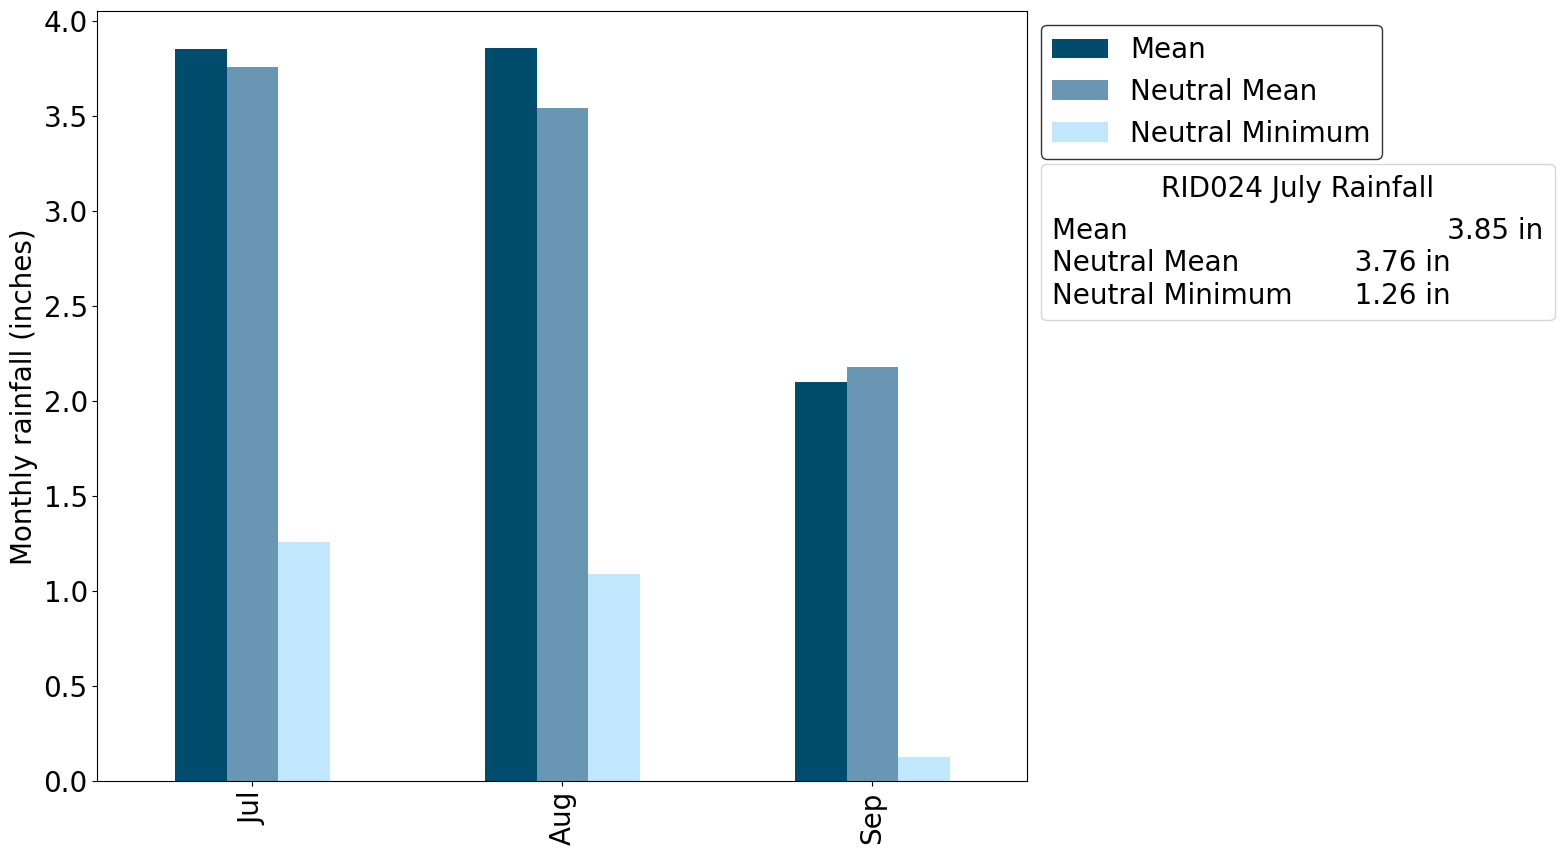 4.0
3.5
3.0
2.5
2.0
1.5
1.0
0.5
0.0
Monthly rainfall (inches)
Jul
Aug
Sep
Mean
Neutral Mean
Neutral Minimum
RID024 July Rainfall
Mean 3.85 in
Neutral Mean 3.76 in
Neutral Minimum 1.26 in